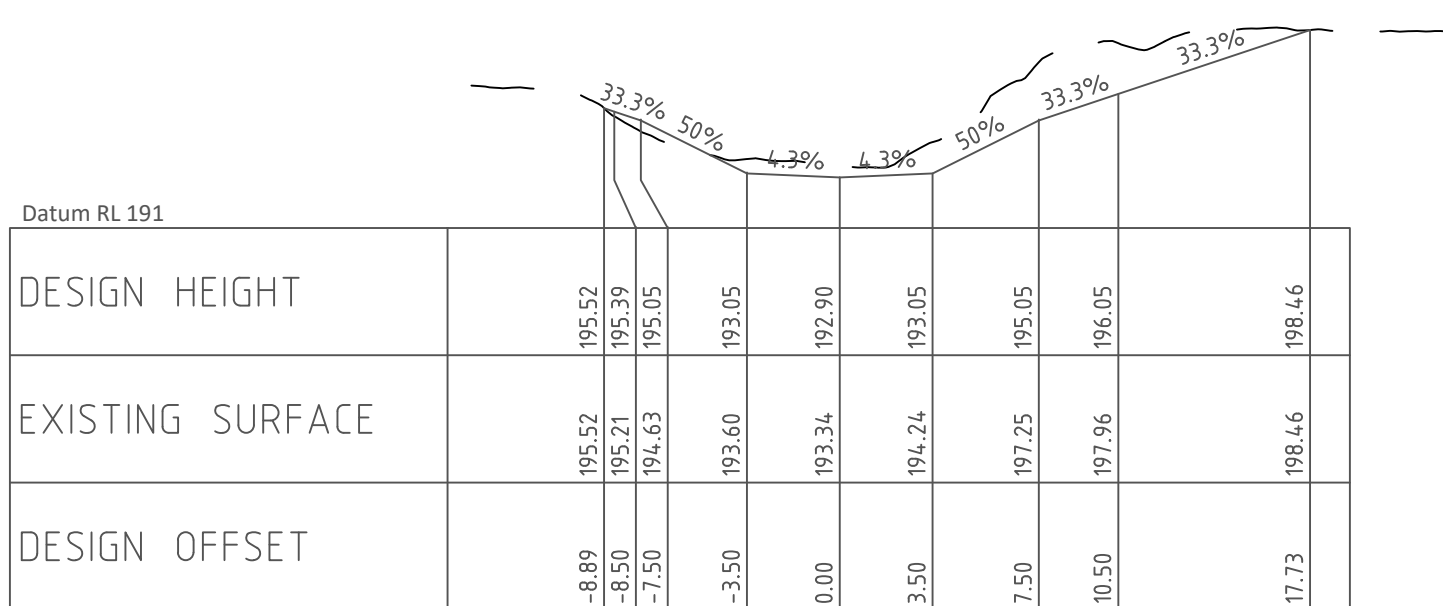 33.3%
33.3%
33.3%
50%
50%
4.3%
4.3%
Datum RL 191
DESIGN HEIGHT 195.52 195.39 195.05 193.05 192.90 193.05 195.05 196.05 198.46
EXISTING SURFACE 195.52 195.21 194.63 193.60 193.34 194.24 197.25 197.96 198.46
DESIGN OFFSET -8.89 -8.50 -7.50 -3.50 0.00 3.50 7.50 10.50 17.73